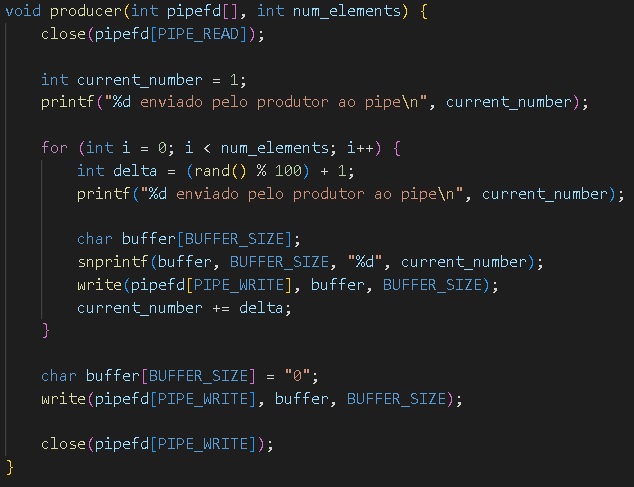 void producer(int pipefd[], int num_elements) {
close(pipefd[PIPE_READ]);
int current_number = 1;
printf("%d enviado pelo produtor ao pipe\n", current_number);
for (int i = 0; i < num_elements; i++) {
int delta = (rand() % 100) + 1;
printf("%d enviado pelo produtor ao pipe\n", current_number);
char buffer[BUFFER_SIZE];
snprintf(buffer, BUFFER_SIZE, "%d", current_number);
write(pipefd[PIPE_WRITE], buffer, BUFFER_SIZE);
current_number += delta;
}
char buffer[BUFFER_SIZE] = "0";
write(pipefd[PIPE_WRITE], buffer, BUFFER_SIZE);
close(pipefd[PIPE_WRITE]);
}